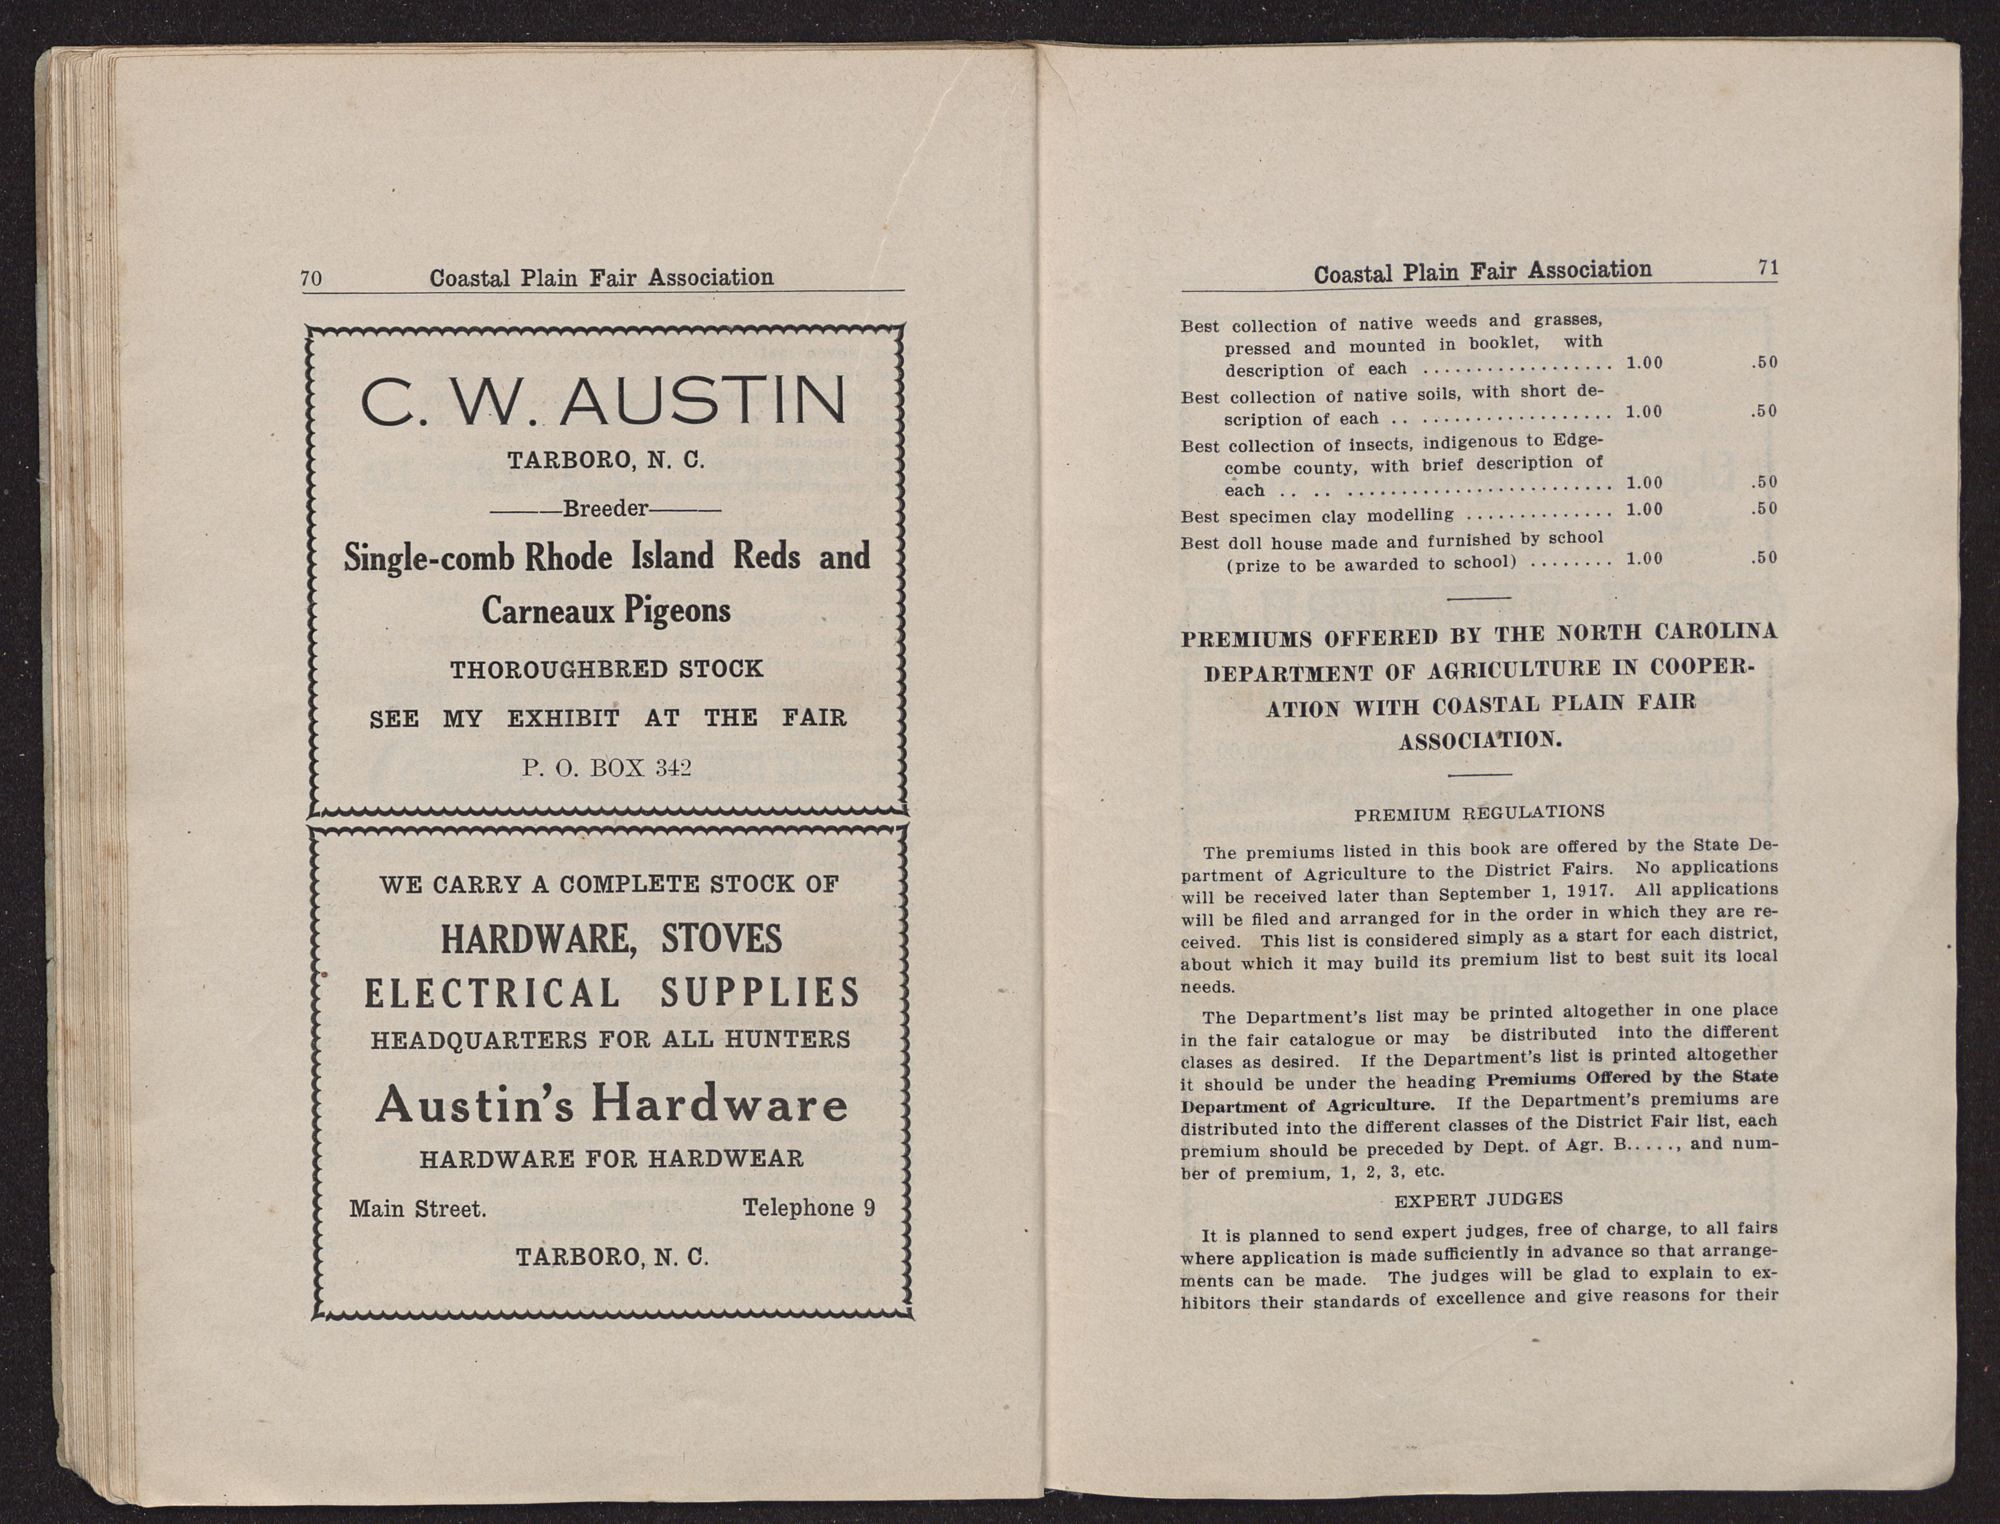 70 Coastal Plain Fair Association
C. W. AUSTIN
TARBORO, N. C.
———Breeder———
Single-comb Rhode Island Reds and
Carneaux Pigeons
THOROUGHBRED STOCK
SEE MY EXHIBIT AT THE FAIR
P. O. BOX 342
WE CARRY A COMPLETE STOCK OF
HARDWARE, STOVES
ELECTRICAL SUPPLIES
HEADQUARTERS FOR ALL HUNTERS
Austin's Hardware
HARDWARE FOR HARDWEAR
Main Street. Telephone 9
TARBORO, N. C.
Coastal Plain Fair Association 71
Best collection of native weeds and grasses,
pressed and mounted in booklet, with
description of each .................. 1.00 .50
Best collection of native soils, with short de-
scription of each .. .................. 1.00 .50
Best collection of insects, indigenous to Edge-
combe county, with brief description of
each .. .. ......................... 1.00 .50
Best specimen clay modelling .............. 1.00 .50
Best doll house made and furnished by school
(prize to be awarded to school) ........ 1.00 .50
PREMIUMS OFFERED BY THE NORTH CAROLINA
DEPARTMENT OF AGRICULTURE IN COOPER-
ATION WITH COASTAL PLAIN FAIR
ASSOCIATION.
PREMIUM REGULATIONS
The premiums listed in this book are offered by the State De-
partment of Agriculture to the District Fairs. No applications
will be received later than September 1, 1917. All applications
will be filed and arranged for in the order in which they are re-
ceived. This list is considered simply as a start for each district,
about which it may build its premium list to best suit its local
needs.
The Department's list may be printed altogether in one place
in the fair catalogue or may be distributed into the different
clases as desired. If the Department's list is printed altogether
it should be under the heading Premiums Offered by the State
Department of Agriculture. If the Department's premiums are
distributed into the different classes of the District Fair list, each
premium should be preceded by Dept. of Agr. B....., and num-
ber of premium, 1, 2, 3, etc.
EXPERT JUDGES
It is planned to send expert judges, free of charge, to all fairs
where application is made sufficiently in advance so that arrange-
ments can be made. The judges will be glad to explain to ex-
hibitors their standards of excellence and give reasons for their